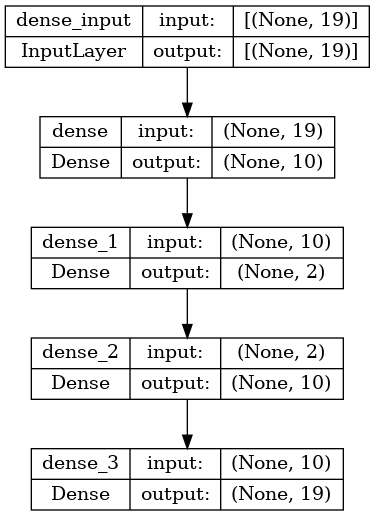 dense_input input: [(None, 19)]
InputLayer output: [(None, 19)]
dense input: (None, 19)
Dense output: (None, 10)
dense_1 input: (None, 10)
Dense output: (None, 2)
dense_2 input: (None, 2)
Dense output: (None, 10)
dense_3 input: (None, 10)
Dense output: (None, 19)